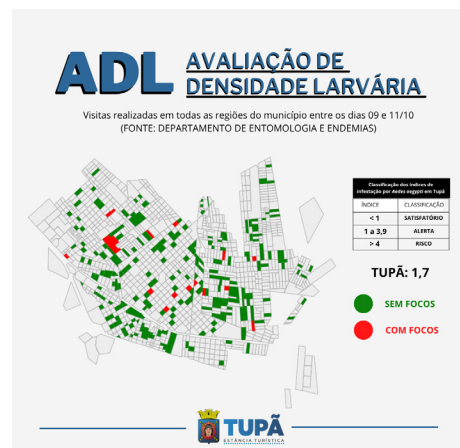 ADL
AVALIAÇÃO DE
DENSIDADE LARVÁRIA
Visitas realizadas em todas as regiões do município entre os dias 09 e 11/10
(FONTE: DEPARTAMENTO DE ENTOMOLOGIA E ENDEMIAS)
Classificação dos índices de
infestação por Aedes aegypti em Tupã
ÍNDICE CLASSIFICAÇÃO
< 1 SATISFATÓRIO
1 a 3,9 ALERTA
> 4 RISCO
TUPÃ: 1,7
SEM FOCOS
COM FOCOS
TUPÃ
ESTÂNCIA TURÍSTICA